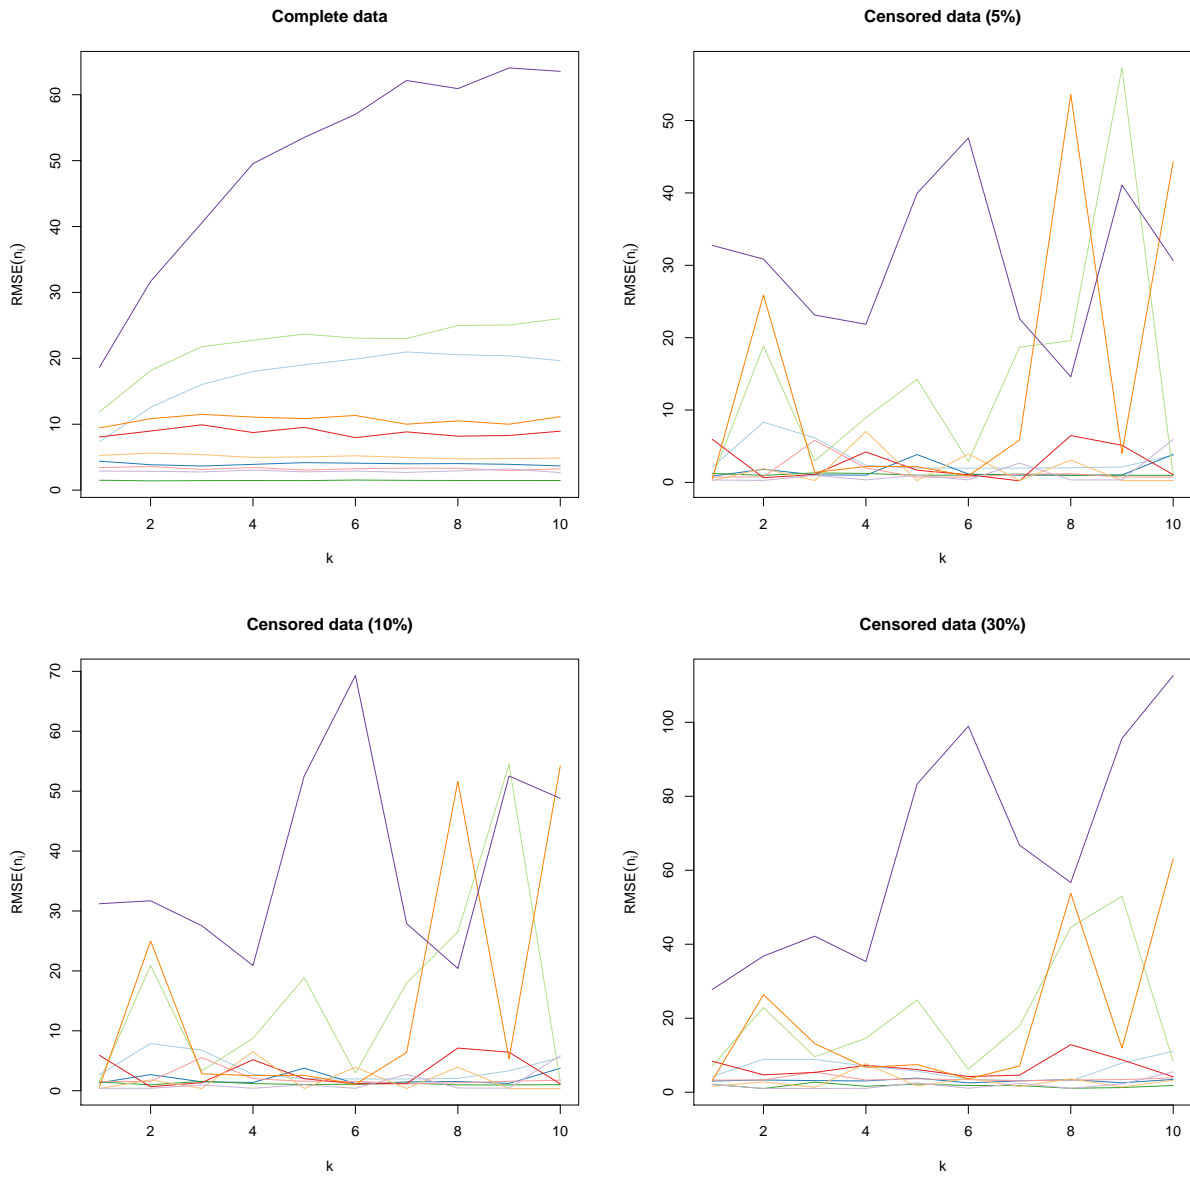 Complete data
RMSE(nᵢ)
0 10 20 30 40 50 60
2 4 6 8 10
k
Censored data (5%)
RMSE(nᵢ)
0 10 20 30 40 50
2 4 6 8 10
k
Censored data (10%)
RMSE(nᵢ)
0 10 20 30 40 50 60 70
2 4 6 8 10
k
Censored data (30%)
RMSE(nᵢ)
0 20 40 60 80 100
2 4 6 8 10
k